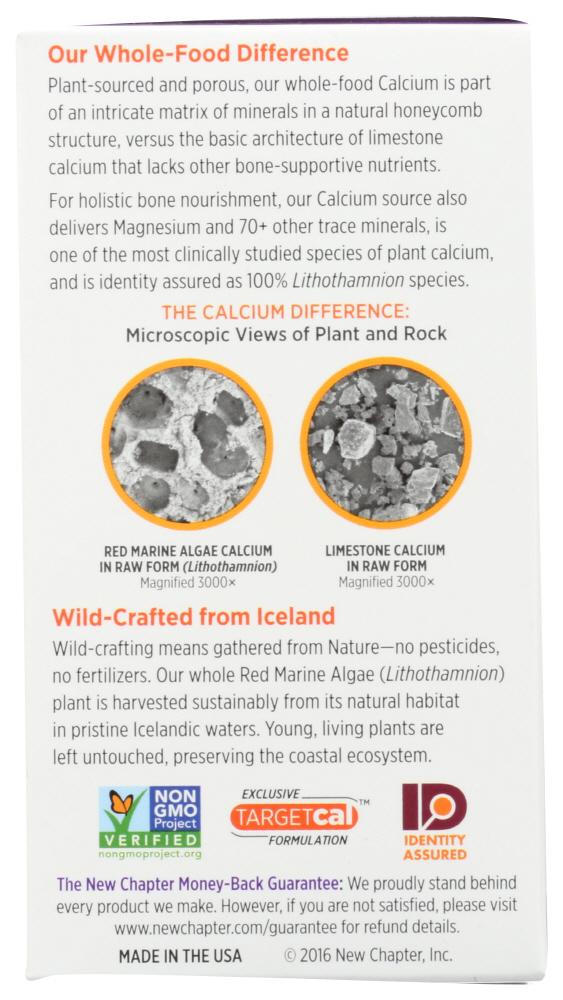 Our Whole-Food Difference
Plant-sourced and porous, our whole-food Calcium is part
of an intricate matrix of minerals in a natural honeycomb
structure, versus the basic architecture of limestone
calcium that lacks other bone-supportive nutrients.
For holistic bone nourishment, our Calcium source also
delivers Magnesium and 70+ other trace minerals, is
one of the most clinically studied species of plant calcium,
and is identity assured as 100% Lithothamnion species.
THE CALCIUM DIFFERENCE:
Microscopic Views of Plant and Rock
RED MARINE ALGAE CALCIUM
IN RAW FORM (Lithothamnion)
Magnified 3000×
LIMESTONE CALCIUM
IN RAW FORM
Magnified 3000×
Wild-Crafted from Iceland
Wild-crafting means gathered from Nature—no pesticides,
no fertilizers. Our whole Red Marine Algae (Lithothamnion)
plant is harvested sustainably from its natural habitat
in pristine Icelandic waters. Young, living plants are
left untouched, preserving the coastal ecosystem.
NON
GMO
Project
VERIFIED
nongmoproject.org
EXCLUSIVE
TARGETcal™
FORMULATION
ID
IDENTITY
ASSURED
The New Chapter Money-Back Guarantee: We proudly stand behind
every product we make. However, if you are not satisfied, please visit
www.newchapter.com/guarantee for refund details.
MADE IN THE USA © 2016 New Chapter, Inc.